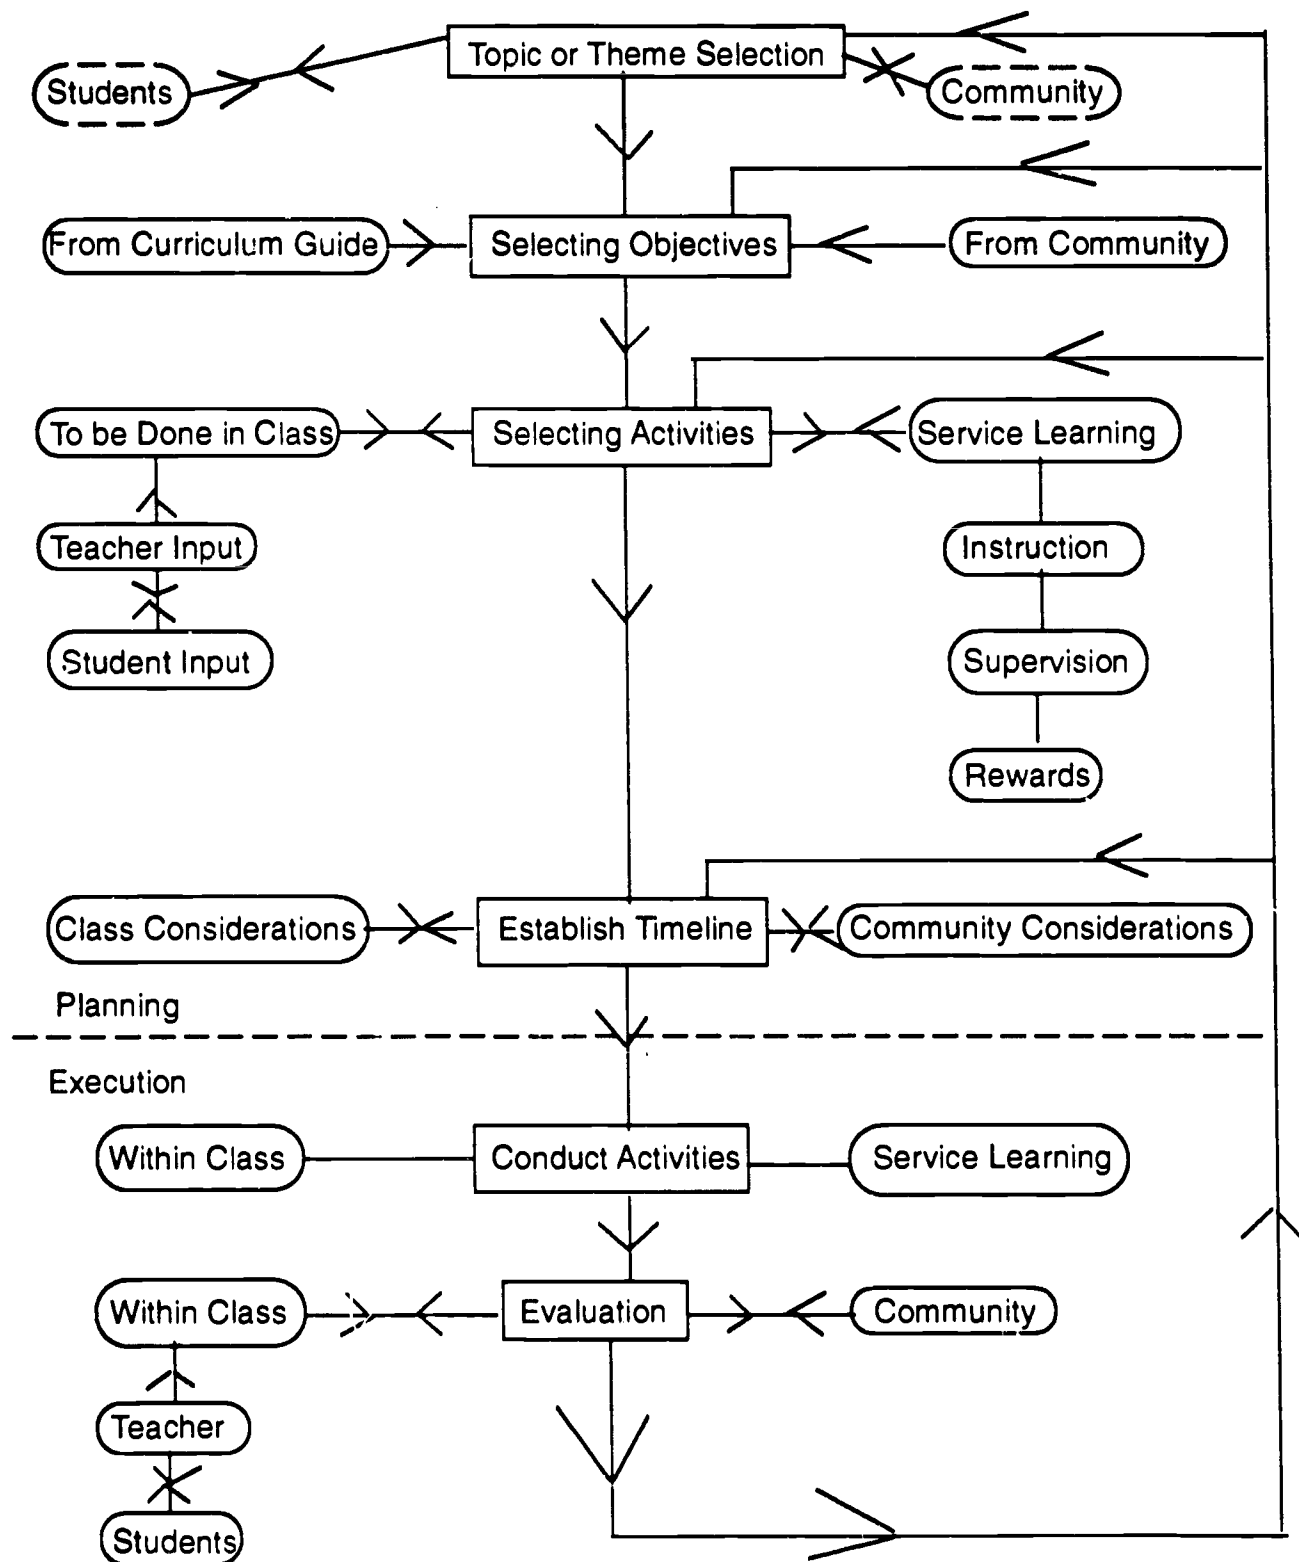 Topic or Theme Selection
Students
Community
From Curriculum Guide
Selecting Objectives
From Community
To be Done in Class
Selecting Activities
Service Learning
Teacher Input
Instruction
Student Input
Supervision
Rewards
Class Considerations
Establish Timeline
Community Considerations
Planning
Execution
Within Class
Conduct Activities
Service Learning
Within Class
Evaluation
Community
Teacher
Students